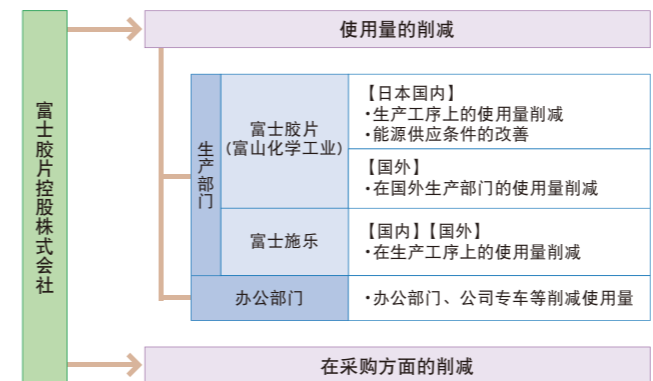 富士胶片控股株式会社
使用量的削减
生产部门
富士胶片
(富山化学工业)
【日本国内】
·生产工序上的使用量削减
·能源供应条件的改善
【国外】
·在国外生产部门的使用量削减
富士施乐
【国内】【国外】
·在生产工序上的使用量削减
办公部门
·办公部门、公司专车等削减使用量
在采购方面的削减